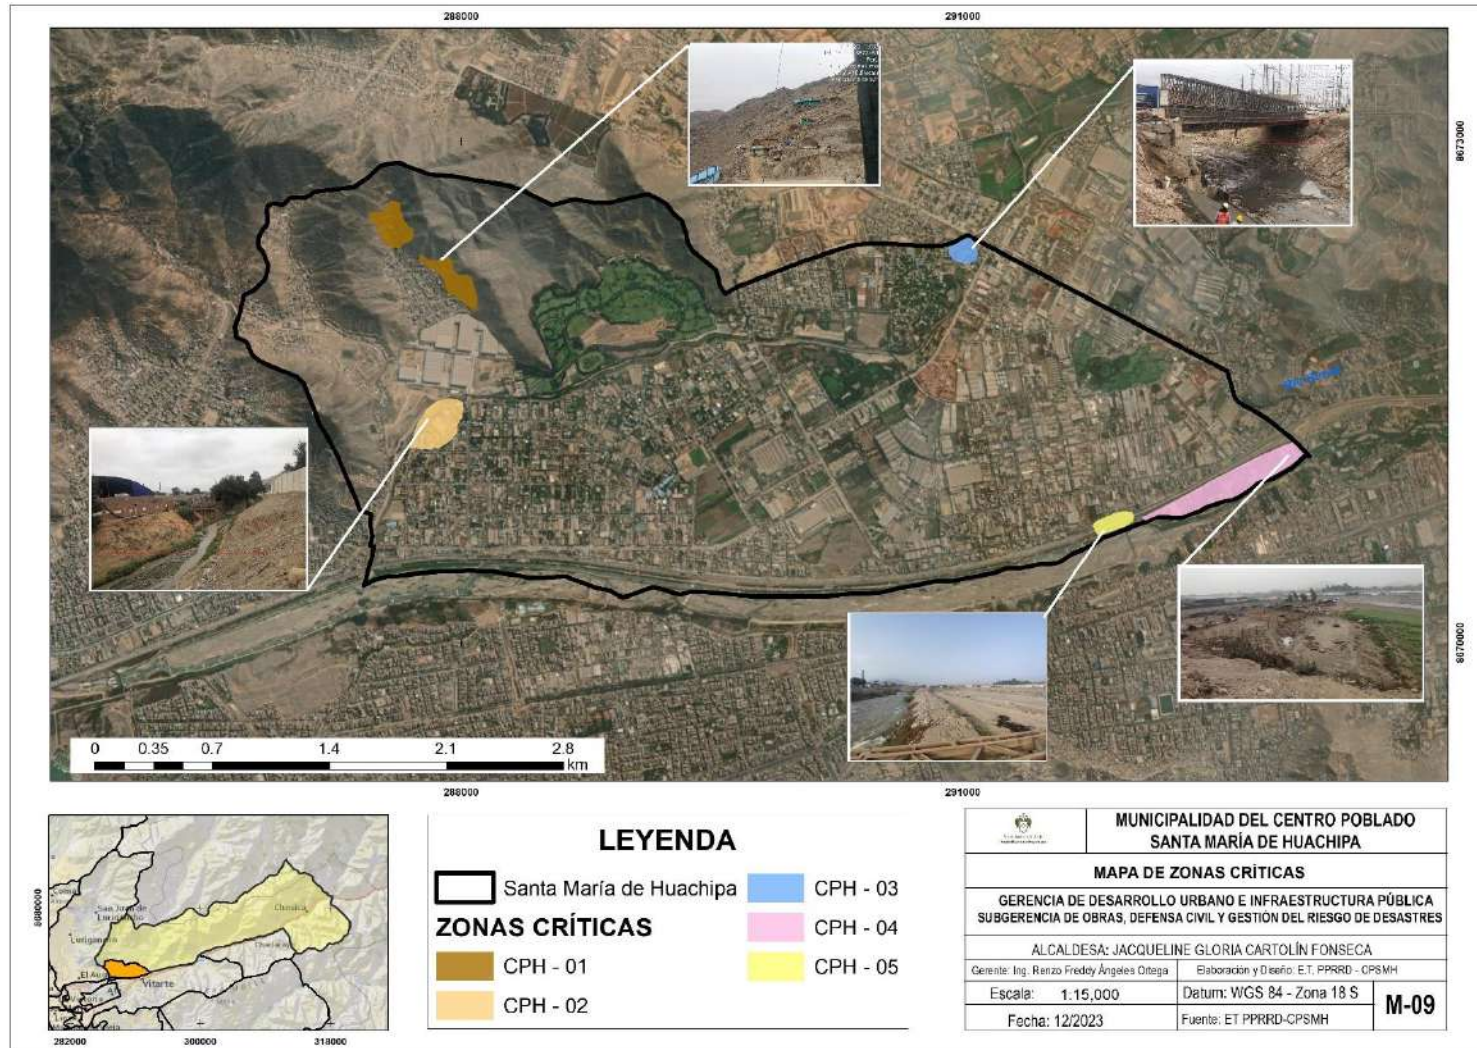 288000
291000
8673000
8670000
0 0.35 0.7 1.4 2.1 2.8
km
288000
291000
8680000
San Juan de
Lurigancho
Chosica
Vitarte
282000
300000
318000
LEYENDA
Santa María de Huachipa
ZONAS CRÍTICAS
CPH - 01
CPH - 02
CPH - 03
CPH - 04
CPH - 05
MUNICIPALIDAD DEL CENTRO POBLADO
SANTA MARÍA DE HUACHIPA
MAPA DE ZONAS CRÍTICAS
GERENCIA DE DESARROLLO URBANO E INFRAESTRUCTURA PÚBLICA
SUBGERENCIA DE OBRAS, DEFENSA CIVIL Y GESTIÓN DEL RIESGO DE DESASTRES
ALCALDESA: JACQUELINE GLORIA CARTOLÍN FONSECA
Gerente: Ing. Renzo Freddy Ángeles Ortega
Elaboración y Diseño: E.T. PPRRD - CPSMH
Escala: 1:15,000
Datum: WGS 84 - Zona 18 S
Fecha: 12/2023
Fuente: ET PPRRD-CPSMH
M-09